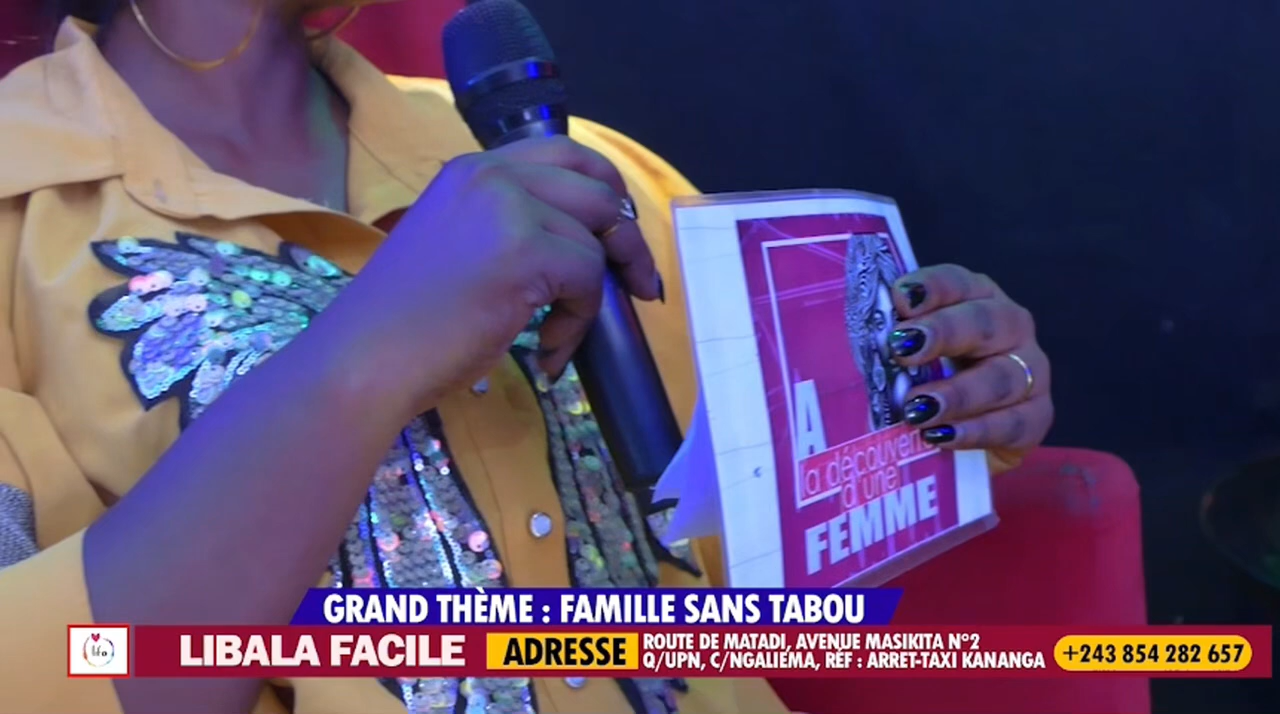 A
la découverte
d'une
FEMME
GRAND THÈME : FAMILLE SANS TABOU
lifa
LIBALA FACILE
ADRESSE
ROUTE DE MATADI, AVENUE MASIKITA N°2
Q/UPN, C/NGALIEMA, RÉF : ARRET-TAXI KANANGA
+243 854 282 657